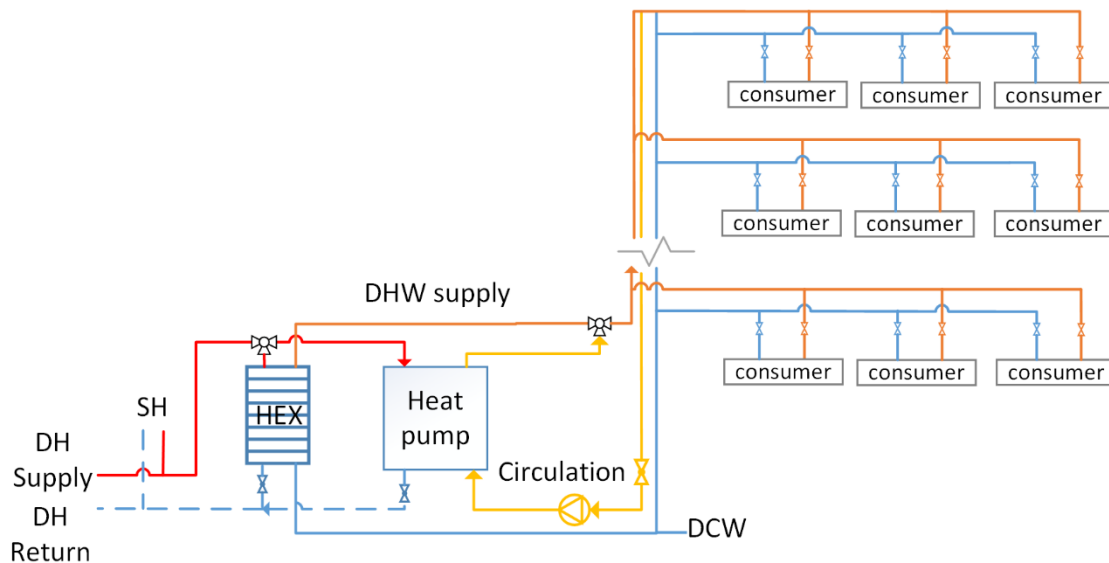 consumer consumer consumer
consumer consumer consumer
DHW supply
consumer consumer consumer
SH
HEX
Heat
pump
DH
Supply
Circulation
DH
Return
DCW